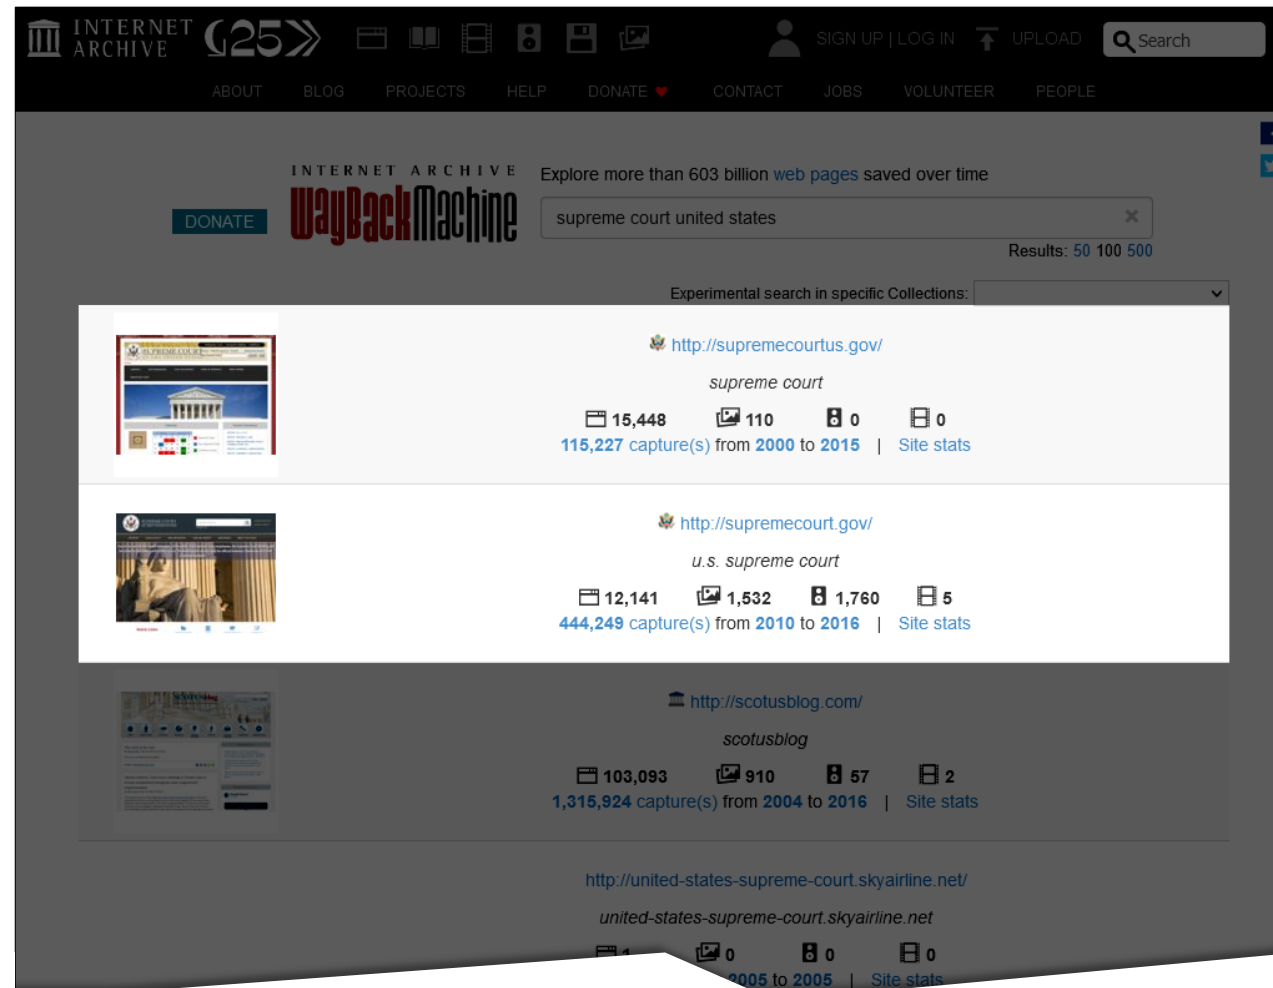 INTERNET ARCHIVE
25
SIGN UP | LOG IN
UPLOAD
Search
ABOUT BLOG PROJECTS HELP DONATE CONTACT JOBS VOLUNTEER PEOPLE
INTERNET ARCHIVE
WayBackMachine
DONATE
Explore more than 603 billion web pages saved over time
supreme court united states
Results: 50 100 500
Experimental search in specific Collections:
SUPREME COURT
http://supremecourtus.gov/
supreme court
15,448 110 0 0
115,227 capture(s) from 2000 to 2015 | Site stats
http://supremecourt.gov/
u.s. supreme court
12,141 1,532 1,760 5
444,249 capture(s) from 2010 to 2016 | Site stats
http://scotusblog.com/
scotusblog
103,093 910 57 2
1,315,924 capture(s) from 2004 to 2016 | Site stats
http://united-states-supreme-court.skyairline.net/
united-states-supreme-court.skyairline.net
1 0 0 0
2005 to 2005 | Site stats